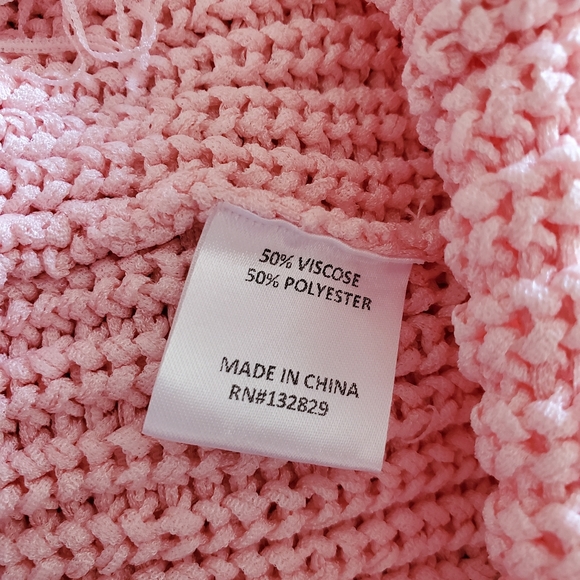 50% VISCOSE
50% POLYESTER
MADE IN CHINA
RN#132829